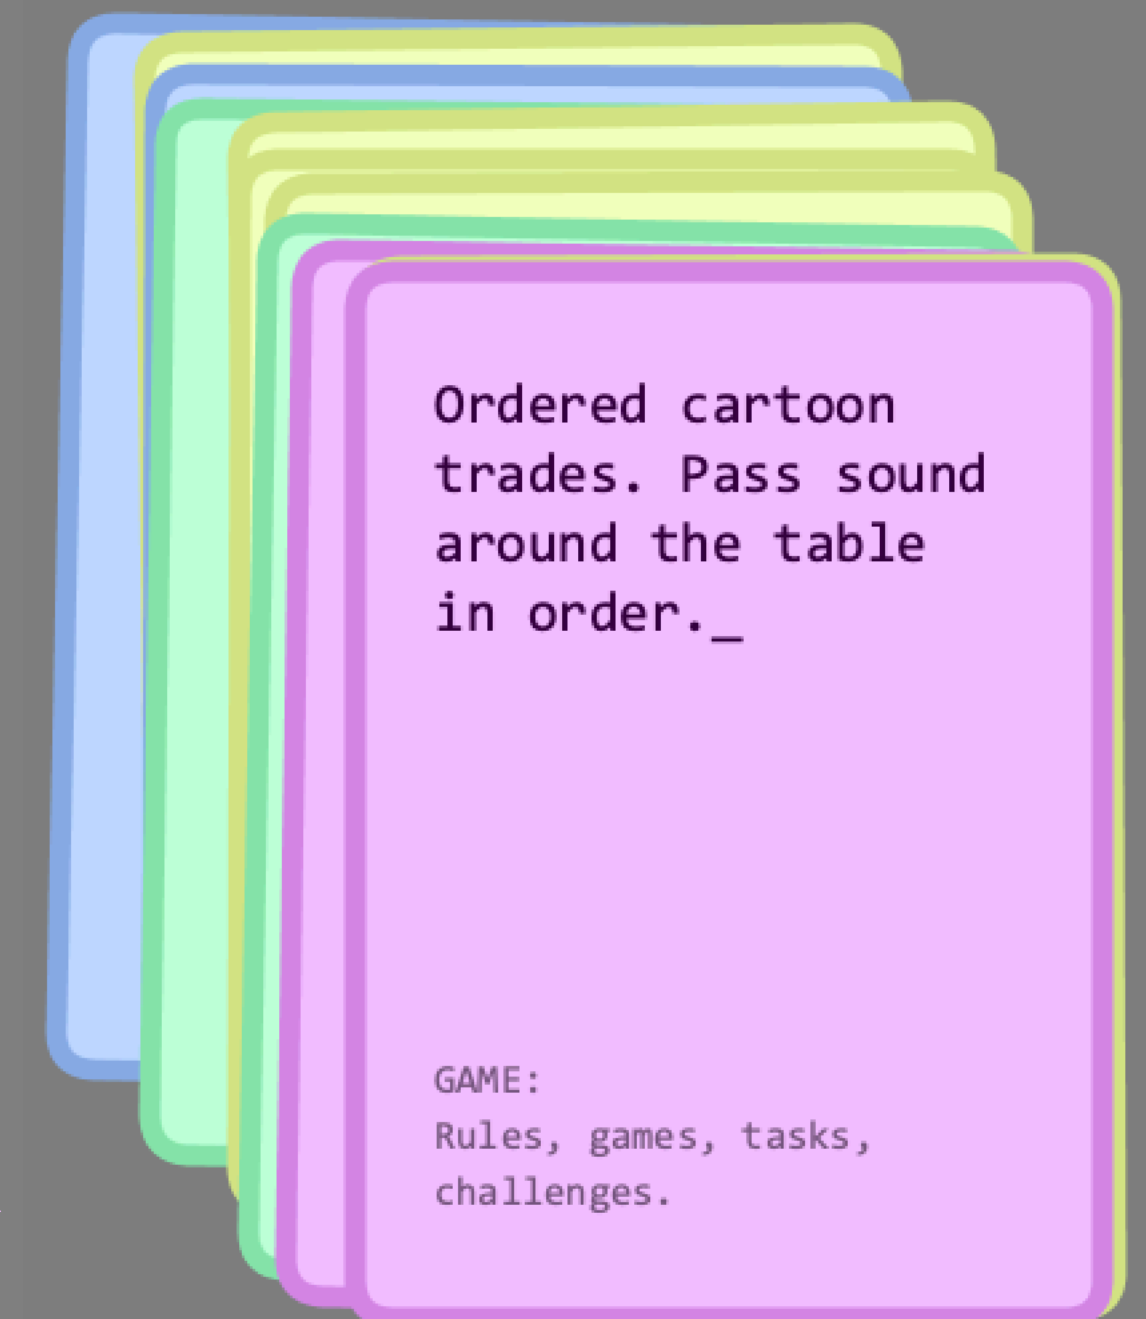 Ordered cartoon
trades. Pass sound
around the table
in order._
GAME:
Rules, games, tasks,
challenges.